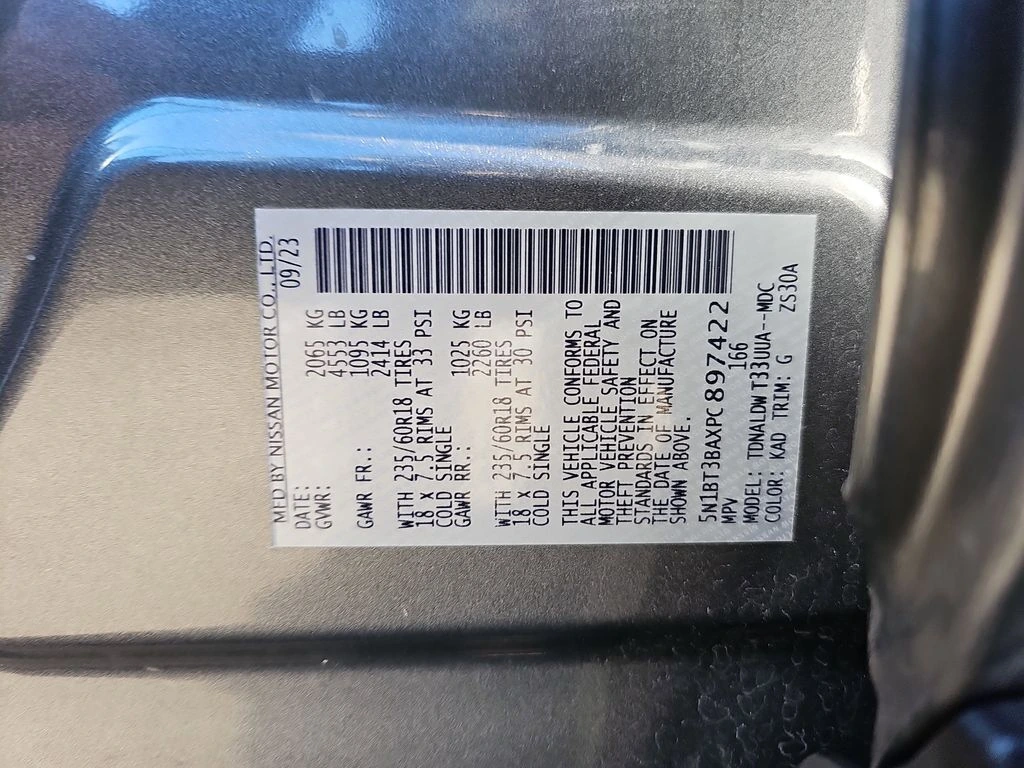 MFD BY NISSAN MOTOR CO., LTD.
DATE: 09/23
GVWR: 2065 KG
4553 LB
GAWR FR.: 1095 KG
2414 LB
WITH 235/60R18 TIRES
18 X 7.5 RIMS AT 33 PSI
COLD SINGLE
GAWR RR.: 1025 KG
2260 LB
WITH 235/60R18 TIRES
18 X 7.5 RIMS AT 30 PSI
COLD SINGLE
THIS VEHICLE CONFORMS TO
ALL APPLICABLE FEDERAL
MOTOR VEHICLE SAFETY AND
THEFT PREVENTION
STANDARDS IN EFFECT ON
THE DATE OF MANUFACTURE
SHOWN ABOVE.
5N1BT3BAXPC897422
MPV 166
MODEL: TDNALDW T33UUA--MDC
COLOR: KAD TRIM: G ZS30A